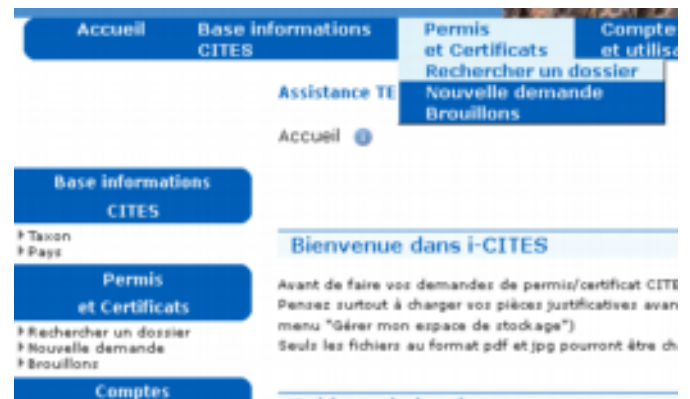 Accueil
Base informations
CITES
Permis
et Certificats
Compte
et utilisa
Rechercher un dossier
Nouvelle demande
Brouillons
Assistance TE
Accueil
Base informations
CITES
Taxon
Pays
Permis
et Certificats
Rechercher un dossier
Nouvelle demande
Brouillons
Comptes
Bienvenue dans i-CITES
Avant de faire vos demandes de permis/certificat CITE
Pensez surtout à charger vos pièces justificatives avan
menu "Gérer mon espace de stockage")
Seuls les fichiers au format pdf et jpg pourront être ch